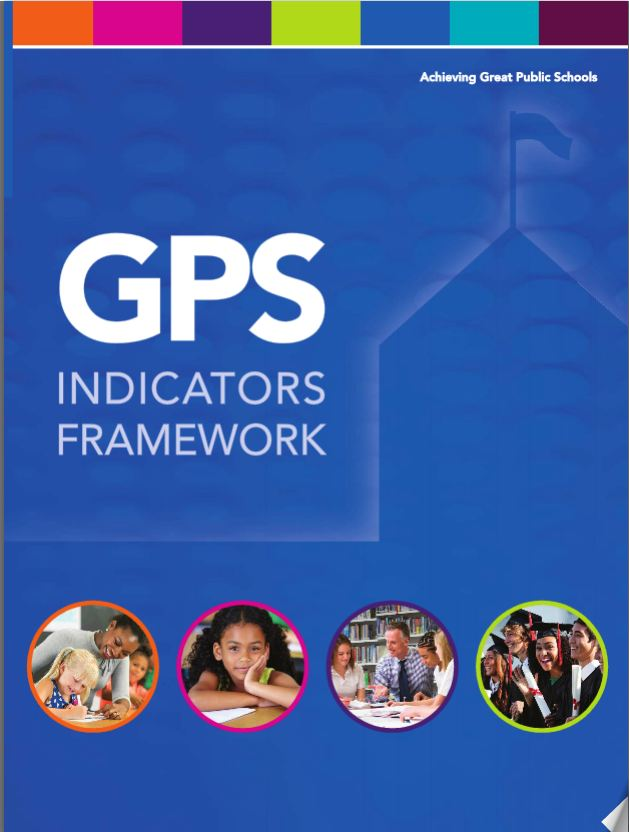 Achieving Great Public Schools
GPS
INDICATORS
FRAMEWORK